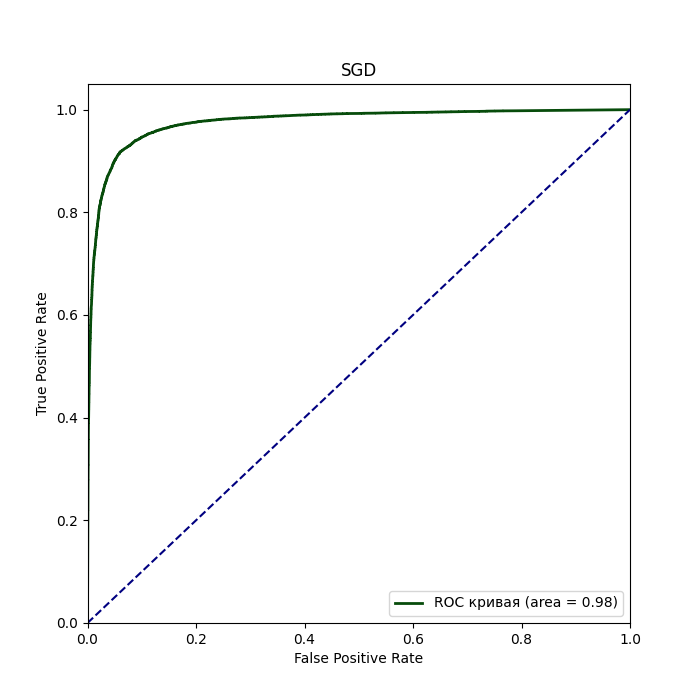 SGD
1.0
0.8
0.6
0.4
0.2
0.0
True Positive Rate
ROC кривая (area = 0.98)
0.0 0.2 0.4 0.6 0.8 1.0
False Positive Rate